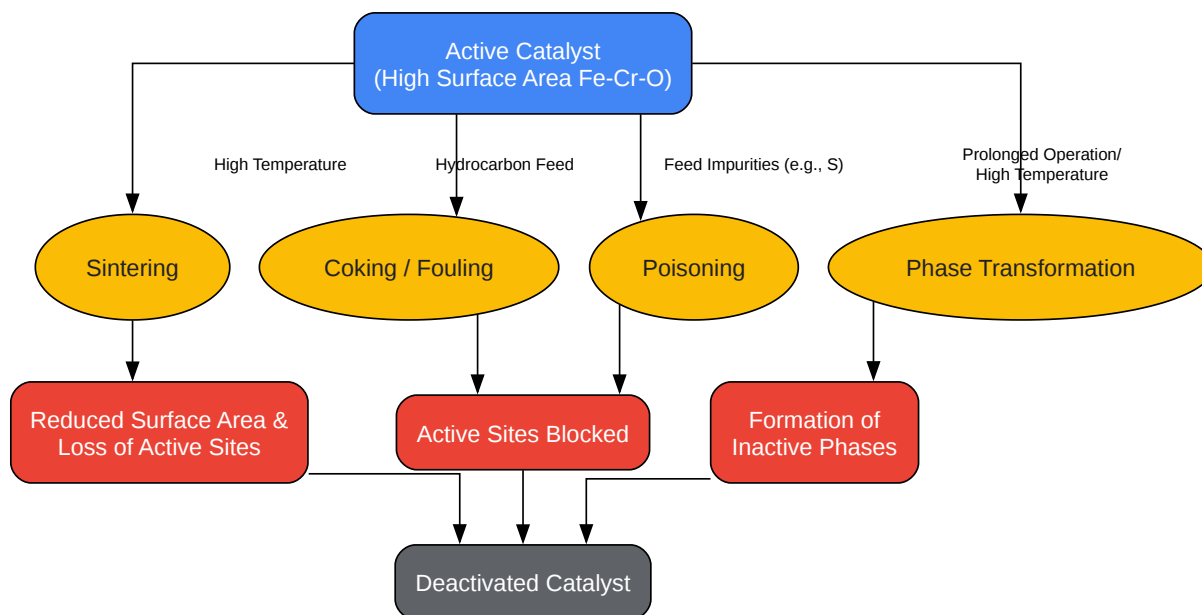 Active Catalyst
(High Surface Area Fe-Cr-O)
High Temperature
Hydrocarbon Feed
Feed Impurities (e.g., S)
Prolonged Operation/
High Temperature
Sintering
Coking / Fouling
Poisoning
Phase Transformation
Reduced Surface Area &
Loss of Active Sites
Active Sites Blocked
Formation of
Inactive Phases
Deactivated Catalyst